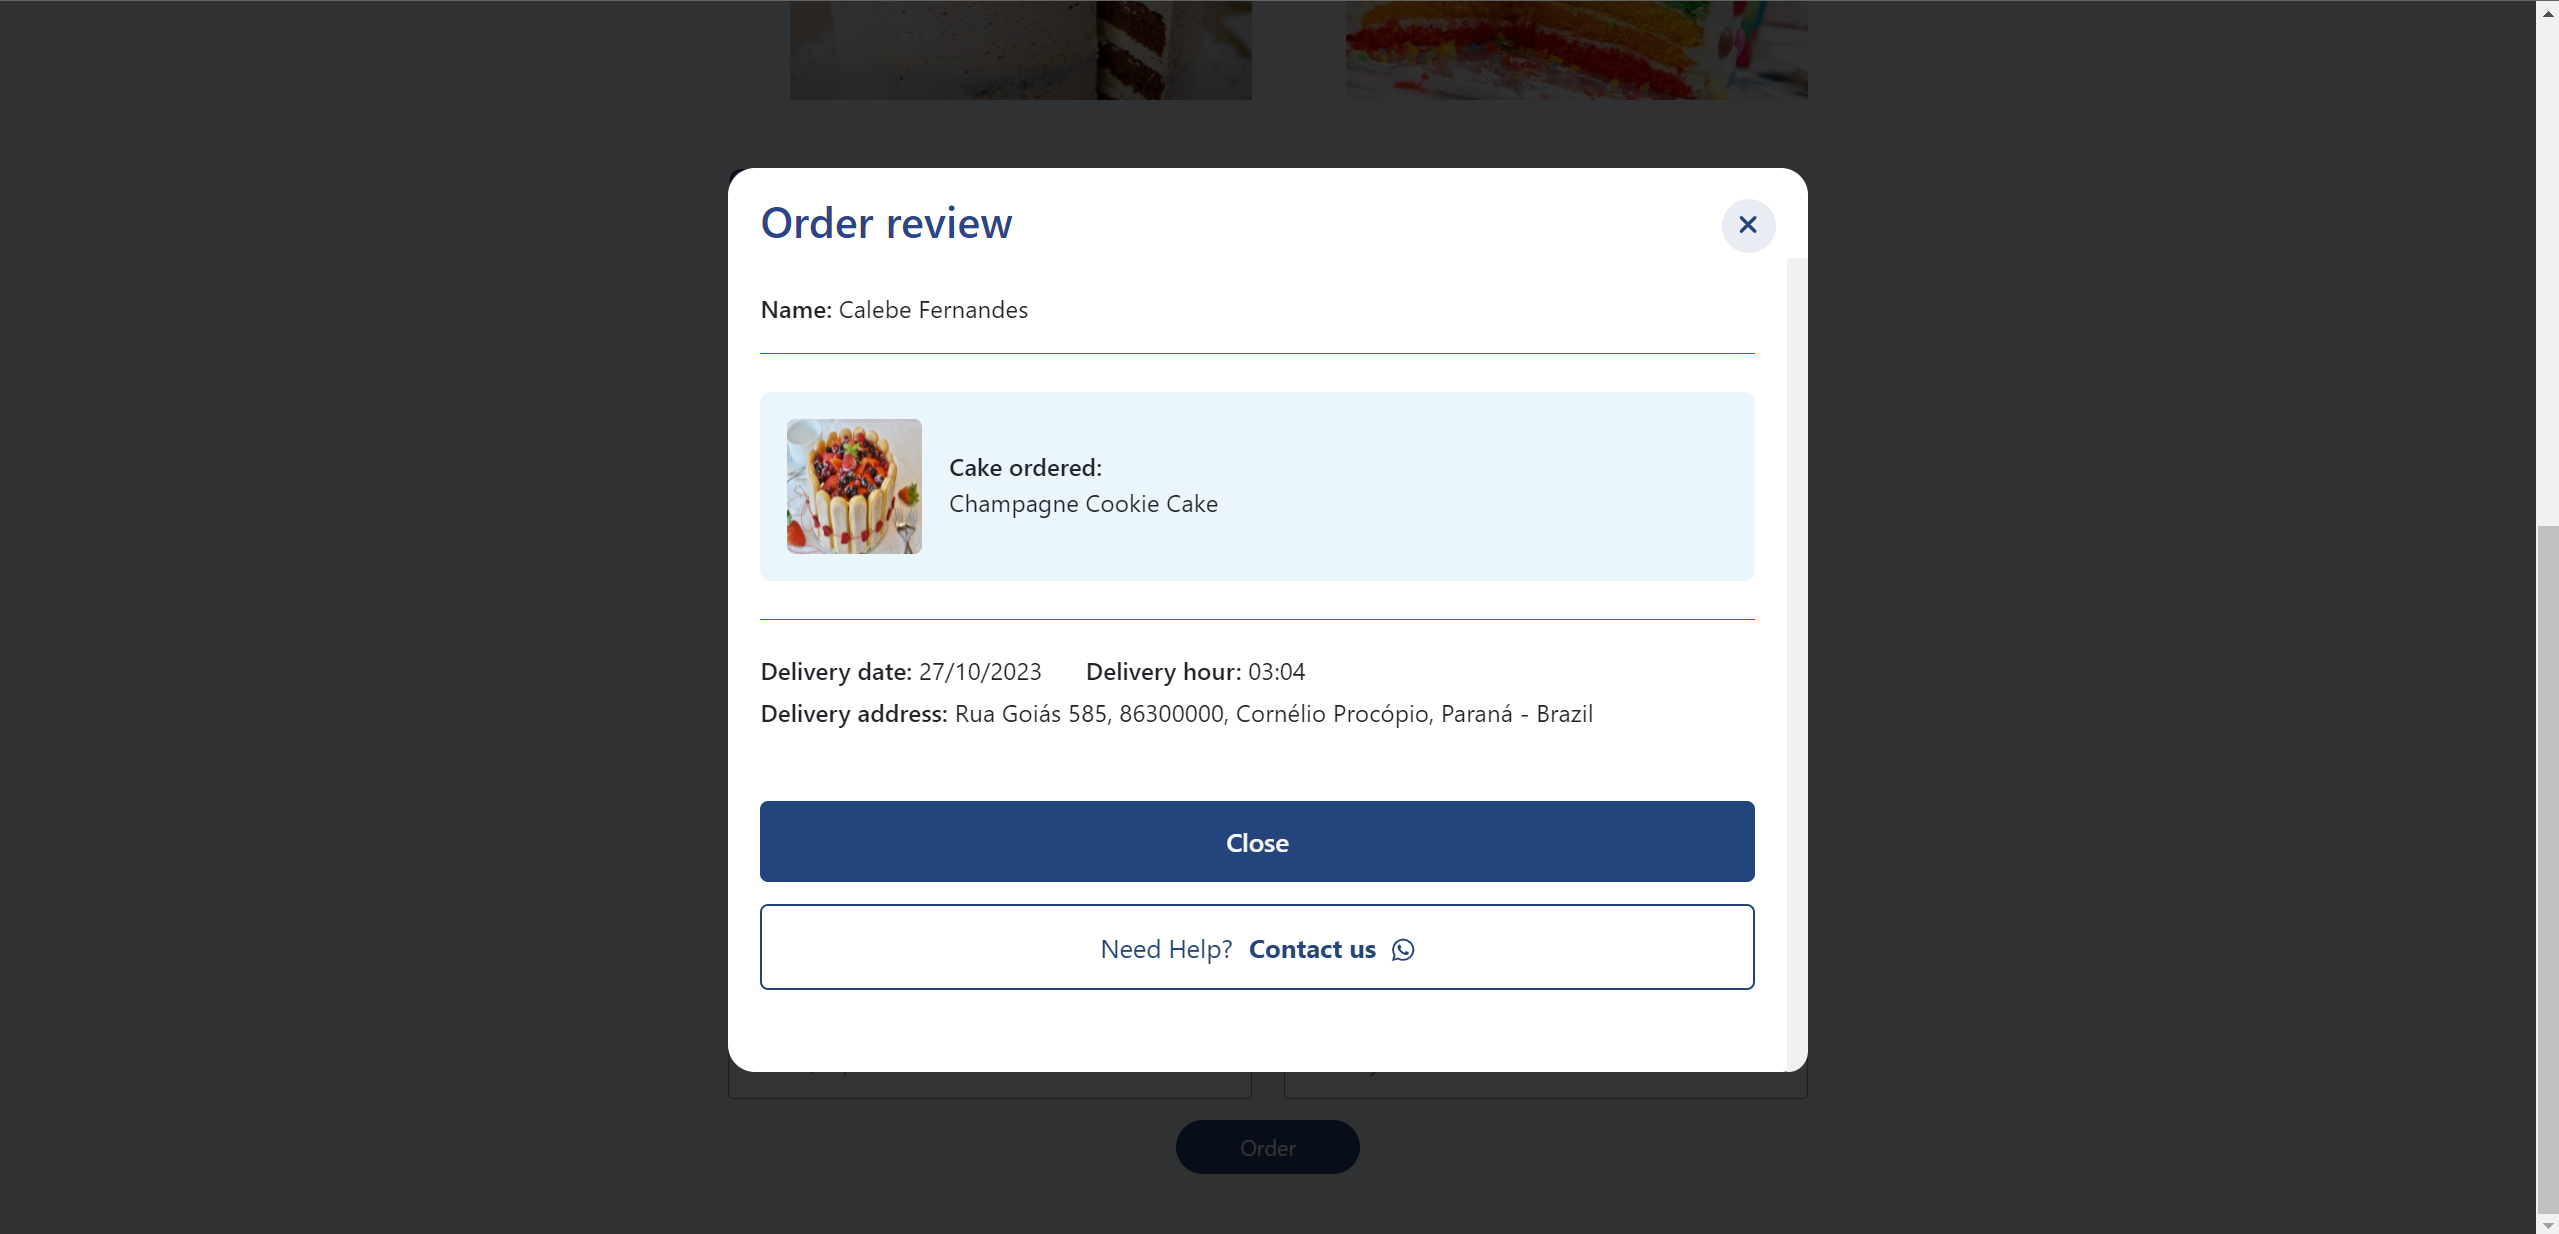 Order review
Name: Calebe Fernandes
Cake ordered:
Champagne Cookie Cake
Delivery date: 27/10/2023 Delivery hour: 03:04
Delivery address: Rua Goiás 585, 86300000, Cornélio Procópio, Paraná - Brazil
Close
Need Help? Contact us
Order